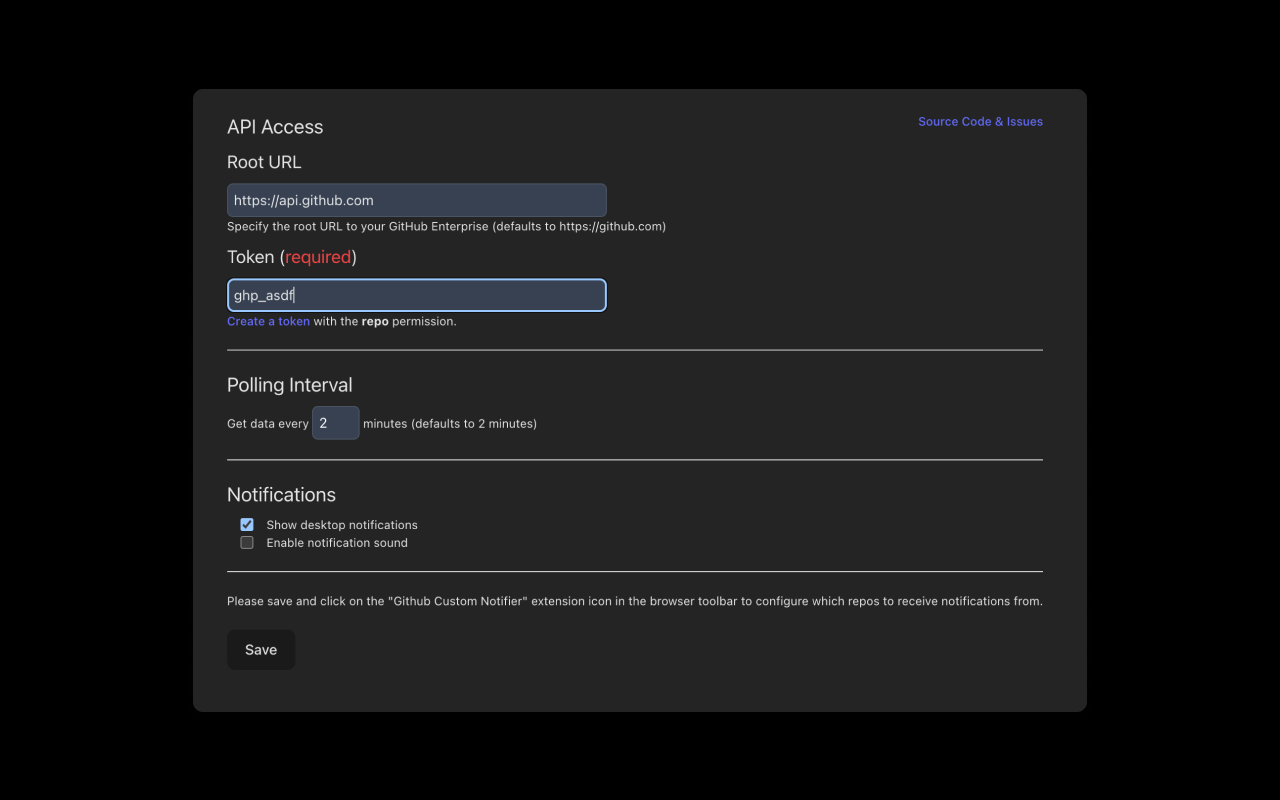 API Access
Source Code & Issues
Root URL
https://api.github.com
Specify the root URL to your GitHub Enterprise (defaults to https://github.com)
Token (required)
ghp_asdf
Create a token with the repo permission.
Polling Interval
Get data every 2 minutes (defaults to 2 minutes)
Notifications
Show desktop notifications
Enable notification sound
Please save and click on the "Github Custom Notifier" extension icon in the browser toolbar to configure which repos to receive notifications from.
Save